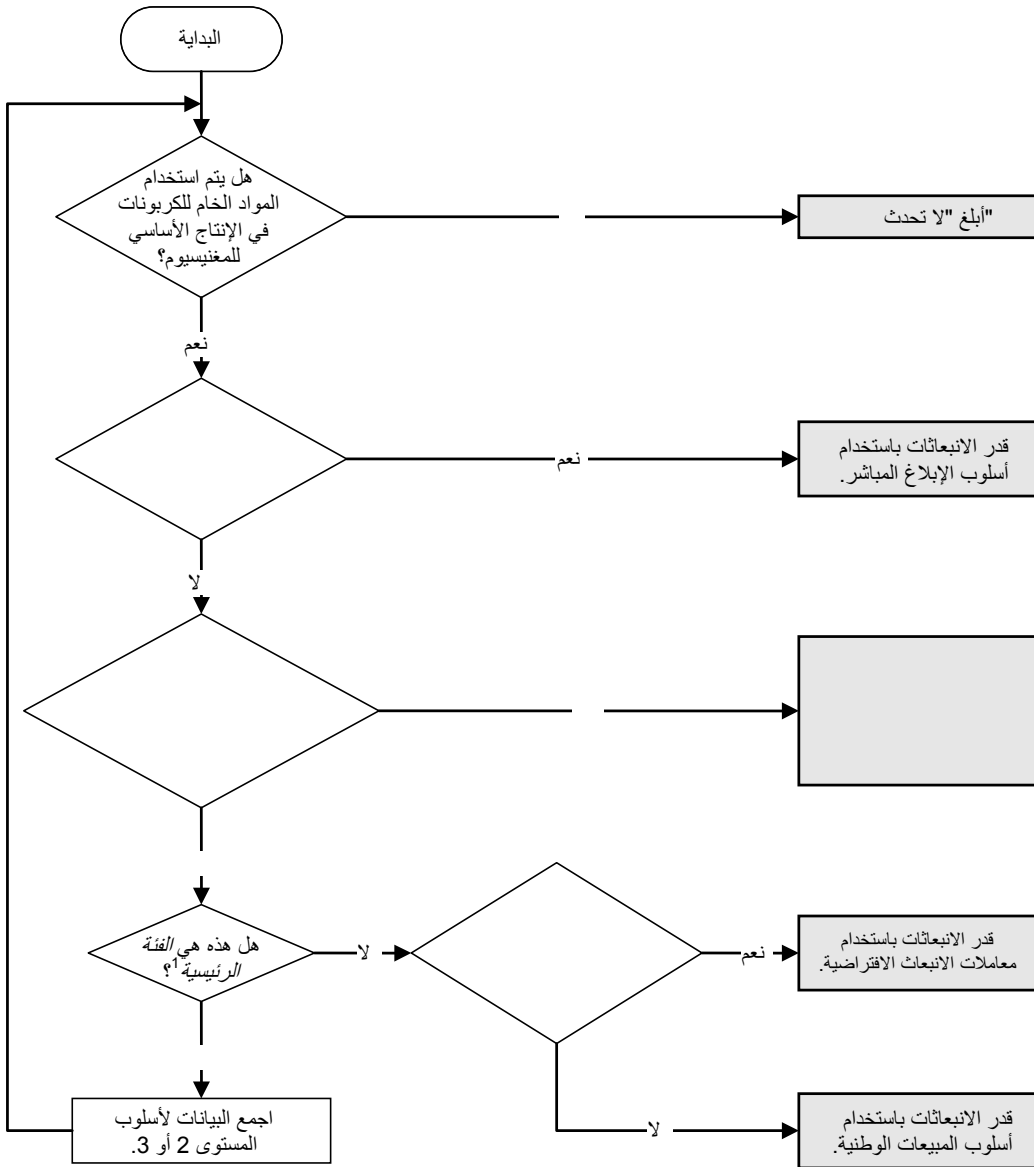 البداية
هل يتم استخدام
المواد الخام للكربونات
في الإنتاج الأساسي
للمغنيسيوم؟
"أبلغ "لا تحدث
نعم
نعم
قدر الانبعاثات باستخدام
أسلوب الإبلاغ المباشر.
لا
هل هذه هي الفئة
الرئيسية1؟
لا
نعم
قدر الانبعاثات باستخدام
معاملات الانبعاث الافتراضية.
اجمع البيانات لأسلوب
المستوى 2 أو 3.
لا
قدر الانبعاثات باستخدام
أسلوب المبيعات الوطنية.